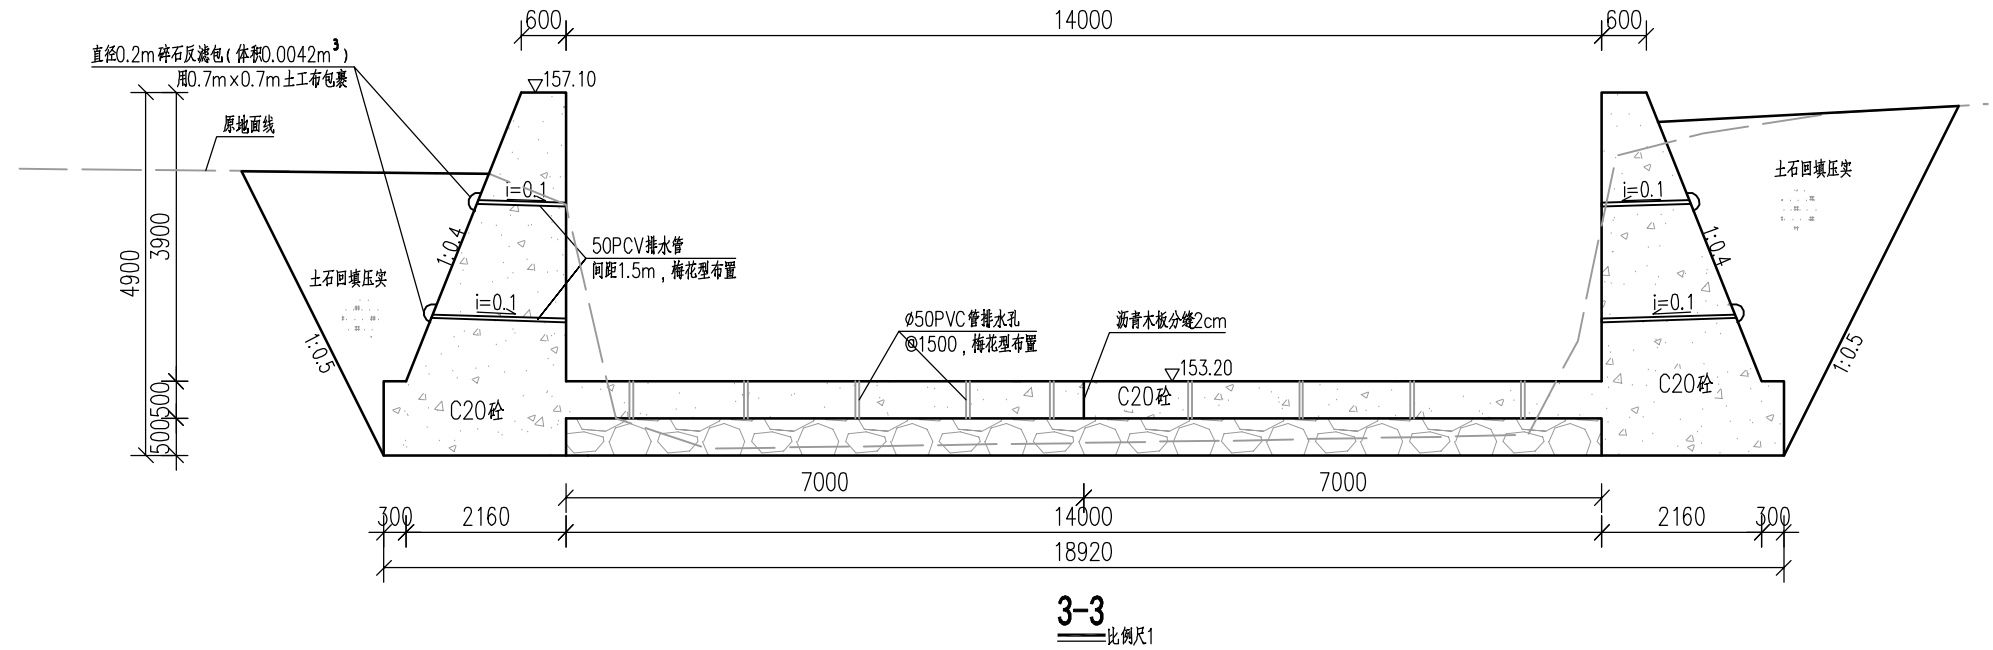 600
14000
600
直径0.2m碎石反滤包(体积0.0042m³)
用0.7m×0.7m土工布包裹
157.10
原地面线
i=0.1
i=0.1
土石回填压实
3900
4900
1:0.4
1:0.4
50PCV排水管
间距1.5m,梅花型布置
土石回填压实
i=0.1
i=0.1
1:0.5
1:0.5
ø50PVC管排水孔
@1500,梅花型布置
沥青木板分缝2cm
153.20
500
500
C20砼
C20砼
C20砼
7000
7000
300
2160
14000
2160
300
18920
3-3
比例尺1